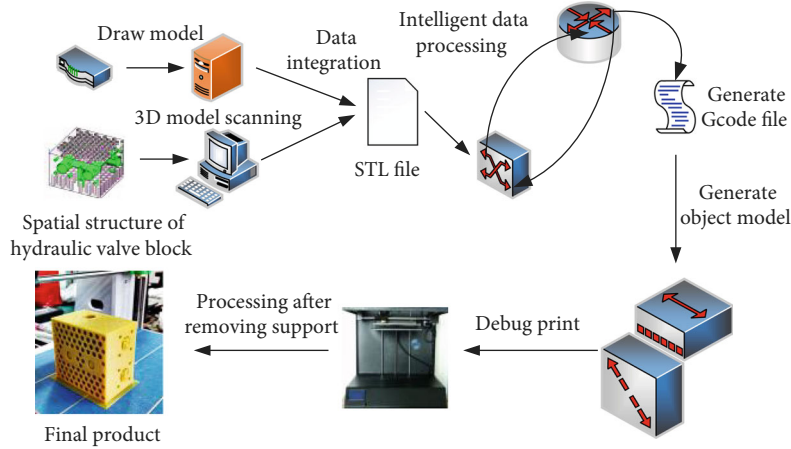 Draw model
Data
integration
Intelligent data
processing
3D model scanning
STL file
Generate
Gcode file
Spatial structure of
hydraulic valve block
Generate
object model
Processing after
removing support
Debug print
Final product